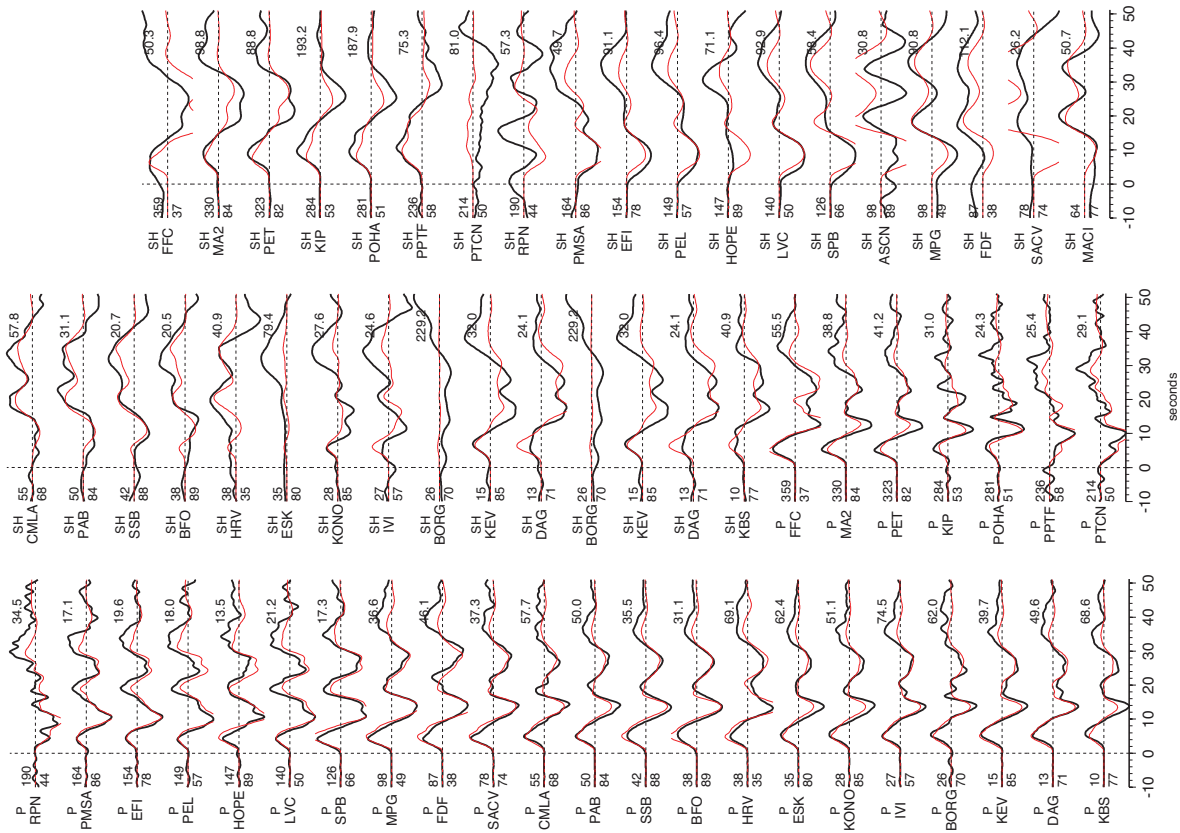 P 190 34.5
RPN 44
P 164 17.1
PMSA 86
P 154 19.6
EFI 78
P 149 18.0
PEL 57
P 147 13.5
HOPE 89
P 140 21.2
LVC 50
P 126 17.3
SPB 66
P 98 36.6
MPG 49
P 87 46.1
FDF 38
P 78 37.3
SACV 74
P 55 57.7
CMLA 68
P 50 50.0
PAB 84
P 42 35.5
SSB 88
P 38 31.1
BFO 89
P 38 69.1
HRV 35
P 35 62.4
ESK 80
P 28 51.1
KONO 85
P 27 74.5
IVI 57
P 26 62.0
BORG 70
P 15 39.7
KEV 85
P 13 49.6
DAG 71
P 10 68.6
KBS 77
-10 0 10 20 30 40 50
SH 55 57.8
CMLA 68
SH 50 31.1
PAB 84
SH 42 20.7
SSB 88
SH 38 20.5
BFO 89
SH 38 40.9
HRV 35
SH 35 79.4
ESK 80
SH 28 27.6
KONO 85
SH 27 24.6
IVI 57
SH 26 229.2
BORG 70
SH 15 32.0
KEV 85
SH 13 24.1
DAG 71
SH 26 229.2
BORG 70
SH 15 32.0
KEV 85
SH 13 24.1
DAG 71
SH 10 40.9
KBS 77
P 359 55.5
FFC 37
P 330 38.8
MA2 84
P 323 41.2
PET 82
P 284 31.0
KIP 53
P 281 24.3
POHA 51
P 236 25.4
PPTF 58
P 214 29.1
PTCN 50
-10 0 10 20 30 40 50
seconds
SH 359 50.3
FFC 37
SH 330 98.8
MA2 84
SH 323 88.8
PET 82
SH 284 193.2
KIP 53
SH 281 187.9
POHA 51
SH 236 75.3
PPTF 58
SH 214 81.0
PTCN 50
SH 190 57.3
RPN 44
SH 164 49.7
PMSA 86
SH 154 91.1
EFI 78
SH 149 96.4
PEL 57
SH 147 71.1
HOPE 89
SH 140 92.9
LVC 50
SH 126 58.4
SPB 66
SH 98 30.8
ASCN 89
SH 98 90.8
MPG 49
SH 87
FDF 38
SH 78 26.2
SACV 74
SH 64 50.7
MACI 77
-10 0 10 20 30 40 50